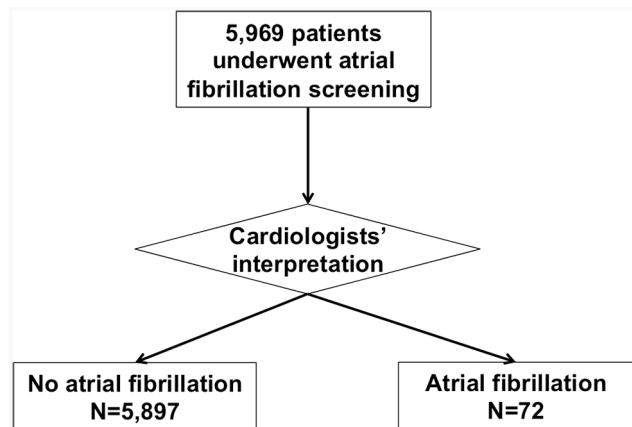 5,969 patients
underwent atrial
fibrillation screening
Cardiologists’
interpretation
No atrial fibrillation
N=5,897
Atrial fibrillation
N=72